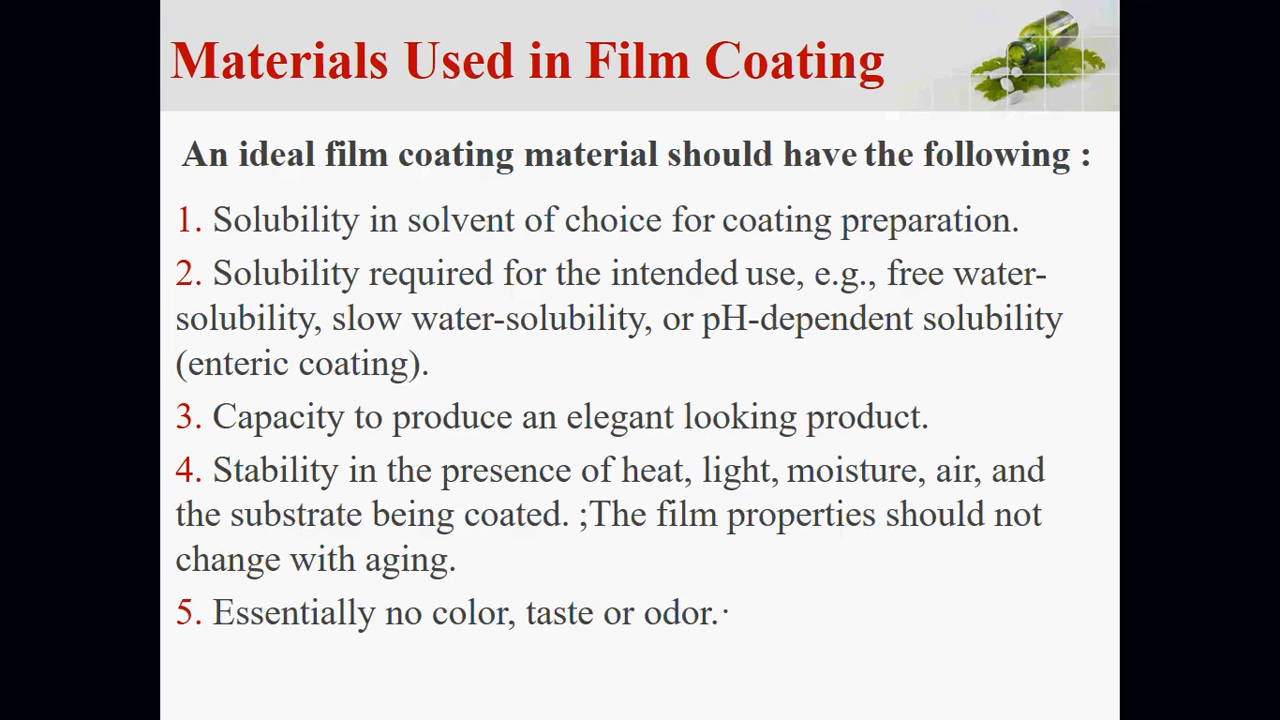 Materials Used in Film Coating
An ideal film coating material should have the following :
1. Solubility in solvent of choice for coating preparation.
2. Solubility required for the intended use, e.g., free water-
solubility, slow water-solubility, or pH-dependent solubility
(enteric coating).
3. Capacity to produce an elegant looking product.
4. Stability in the presence of heat, light, moisture, air, and
the substrate being coated. ;The film properties should not
change with aging.
5. Essentially no color, taste or odor.·